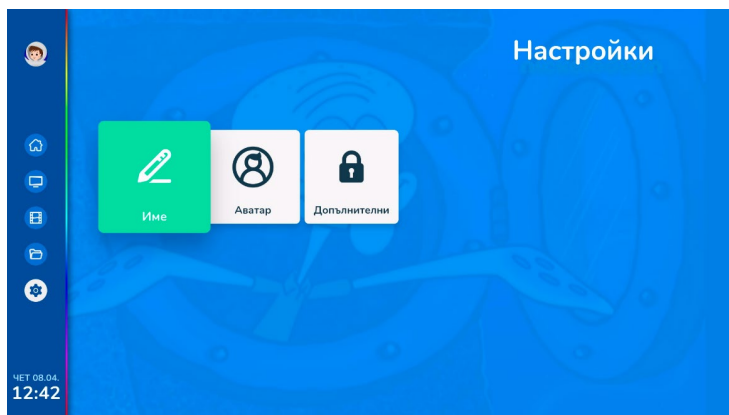 Настройки
Име
Аватар
Допълнителни
ЧЕТ 08.04.
12:42